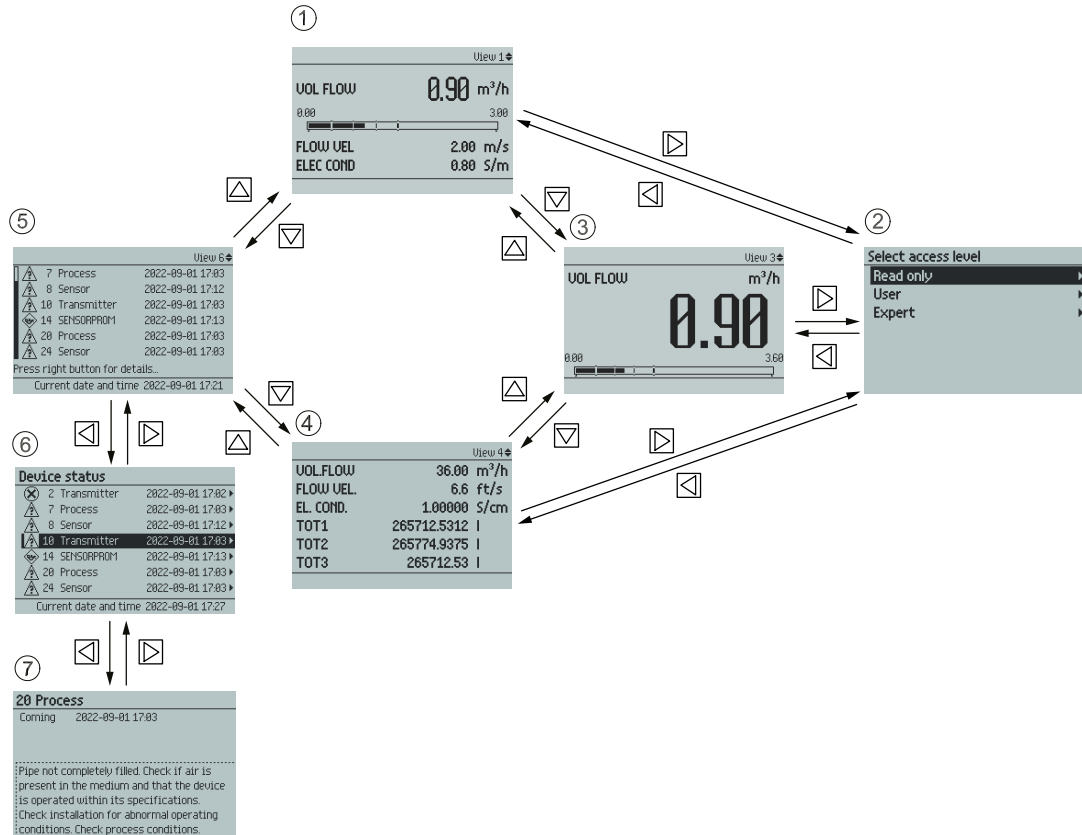 ①
View 1
VOL FLOW 0.90 m³/h
0.00 3.00
FLOW VEL 2.00 m/s
ELEC COND 0.80 S/m
②
Select access level
Read only
User
Expert
③
View 3
VOL FLOW m³/h
0.90
0.00 3.60
④
View 4
VOL.FLOW 36.00 m³/h
FLOW VEL. 6.6 ft/s
EL. COND. 1.00000 S/cm
TOT1 265712.5312 l
TOT2 265774.9375 l
TOT3 265712.53 l
⑤
View 6
7 Process 2022-09-01 17:03
8 Sensor 2022-09-01 17:12
10 Transmitter 2022-09-01 17:03
14 SENSORPROM 2022-09-01 17:13
20 Process 2022-09-01 17:03
24 Sensor 2022-09-01 17:03
Press right button for details...
Current date and time 2022-09-01 17:21
⑥
Device status
2 Transmitter 2022-09-01 17:02
7 Process 2022-09-01 17:03
8 Sensor 2022-09-01 17:12
10 Transmitter 2022-09-01 17:03
14 SENSORPROM 2022-09-01 17:13
20 Process 2022-09-01 17:03
24 Sensor 2022-09-01 17:03
Current date and time 2022-09-01 17:27
⑦
20 Process
Coming 2022-09-01 17:03
Pipe not completely filled. Check if air is
present in the medium and that the device
is operated within its specifications.
Check installation for abnormal operating
conditions. Check process conditions.